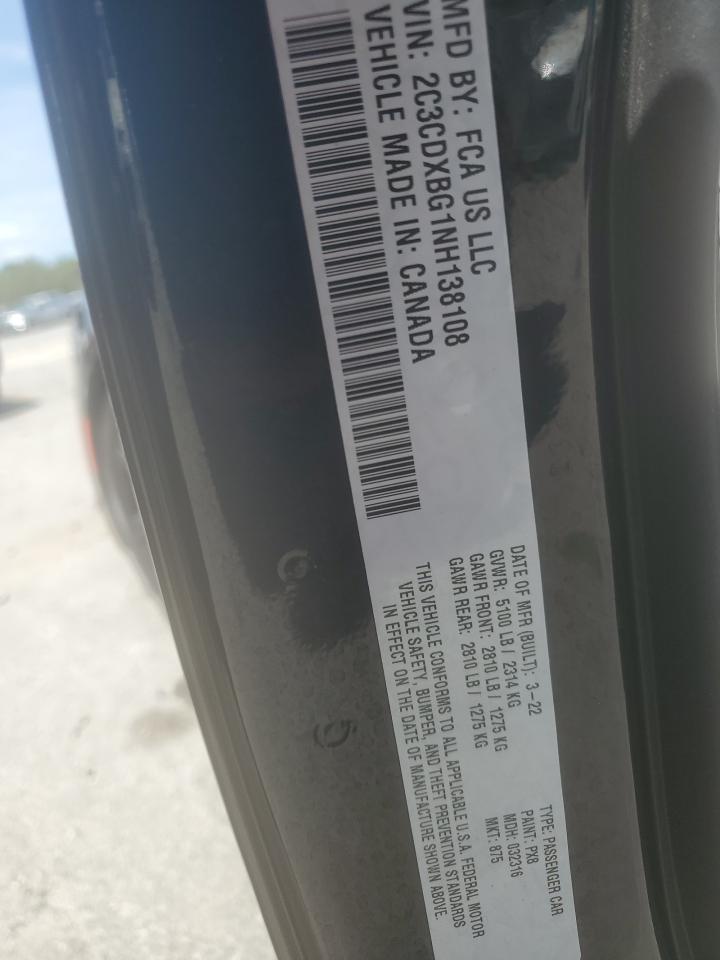 MFD BY: FCA US LLC
VIN: 2C3CDXBG1NH138108
VEHICLE MADE IN: CANADA
DATE OF MFR (BUILT): 3-22
GVWR: 5100 LB / 2314 KG
GAWR FRONT: 2810 LB / 1275 KG
GAWR REAR: 2810 LB / 1275 KG
THIS VEHICLE CONFORMS TO ALL APPLICABLE U.S.A. FEDERAL MOTOR
VEHICLE SAFETY, BUMPER, AND THEFT PREVENTION STANDARDS
IN EFFECT ON THE DATE OF MANUFACTURE SHOWN ABOVE.
TYPE: PASSENGER CAR
PAINT: PX8
MDH: 032316
MKT: 875